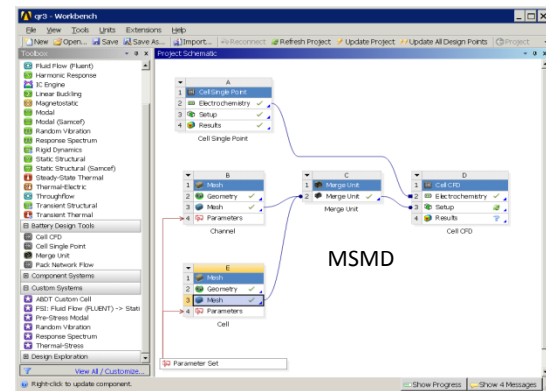 qr3 - Workbench
File View Tools Units Extensions Help
New Open... Save Save As... Import... Reconnect Refresh Project Update Project Update All Design Points Project
Toolbox
Project Schematic
Fluid Flow (Fluent)
Harmonic Response
IC Engine
Linear Buckling
Magnetostatic
Modal
Modal (Samcef)
Random Vibration
Response Spectrum
Rigid Dynamics
Static Structural
Static Structural (Samcef)
Steady-State Thermal
Thermal-Electric
Throughflow
Transient Structural
Transient Thermal
Battery Design Tools
Cell CFD
Cell Single Point
Merge Unit
Pack Network Flow
Component Systems
Custom Systems
ABDT Custom Cell
FSI: Fluid Flow (FLUENT) -> Stati
Pre-Stress Modal
Random Vibration
Response Spectrum
Thermal-Stress
Design Exploration
View All / Customize...
A
1 Cell Single Point
2 Electrochemistry
3 Setup
4 Results
Cell Single Point
B
1 Mesh
2 Geometry
3 Mesh
4 Parameters
Channel
C
1 Merge Unit
2 Merge Unit
Merge Unit
D
1 Cell CFD
2 Electrochemistry
3 Setup
4 Results
Cell CFD
MSMD
E
1 Mesh
2 Geometry
3 Mesh
4 Parameters
Cell
Parameter Set
Right-click to update component.
Show Progress Show 4 Messages